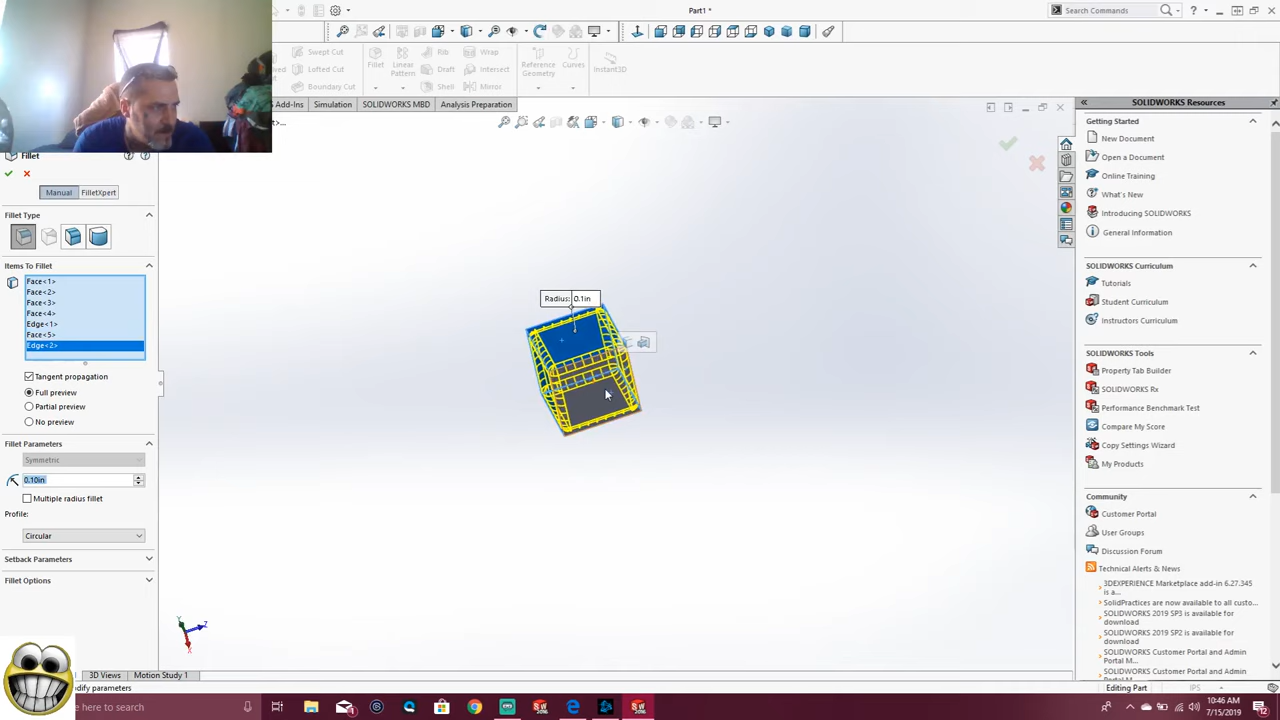 Part1 *
Search Commands
Swept Cut
Lofted Cut
Boundary Cut
Fillet
Linear
Pattern
Rib
Draft
Shell
Wrap
Intersect
Mirror
Reference
Geometry
Curves
Instant3D
Add-Ins
Simulation
SOLIDWORKS MBD
Analysis Preparation
Fillet
Manual
FilletXpert
Fillet Type
Items To Fillet
Face<1>
Face<2>
Face<3>
Face<4>
Edge<1>
Face<5>
Edge<2>
Tangent propagation
Full preview
Partial preview
No preview
Fillet Parameters
Symmetric
0.10in
Multiple radius fillet
Profile:
Circular
Setback Parameters
Fillet Options
Radius: 0.1in
Y
Z
X
SOLIDWORKS Resources
Getting Started
New Document
Open a Document
Online Training
What's New
Introducing SOLIDWORKS
General Information
SOLIDWORKS Curriculum
Tutorials
Student Curriculum
Instructors Curriculum
SOLIDWORKS Tools
Property Tab Builder
SOLIDWORKS Rx
Performance Benchmark Test
Compare My Score
Copy Settings Wizard
My Products
Community
Customer Portal
User Groups
Discussion Forum
Technical Alerts & News
3DEXPERIENCE Marketplace add-in 6.27.345
is a...
SolidPractices are now available to all custo...
SOLIDWORKS 2019 SP3 is available for
download
SOLIDWORKS 2019 SP2 is available for
download
SOLIDWORKS Customer Portal and Admin
Portal M...
SOLIDWORKS Customer Portal and Admin
3D Views
Motion Study 1
parameters
Editing Part
IPS
here to search
10:46 AM
7/15/2019